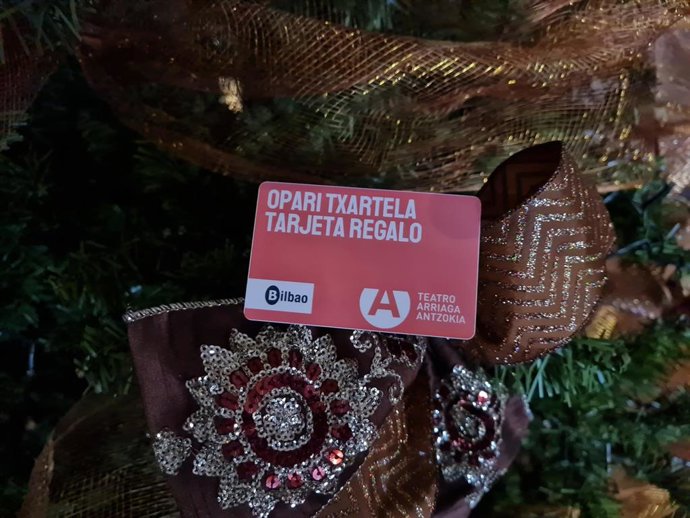 OPARI TXARTELA
TARJETA REGALO
Bilbao
TEATRO
ARRIAGA
ANTZOKIA